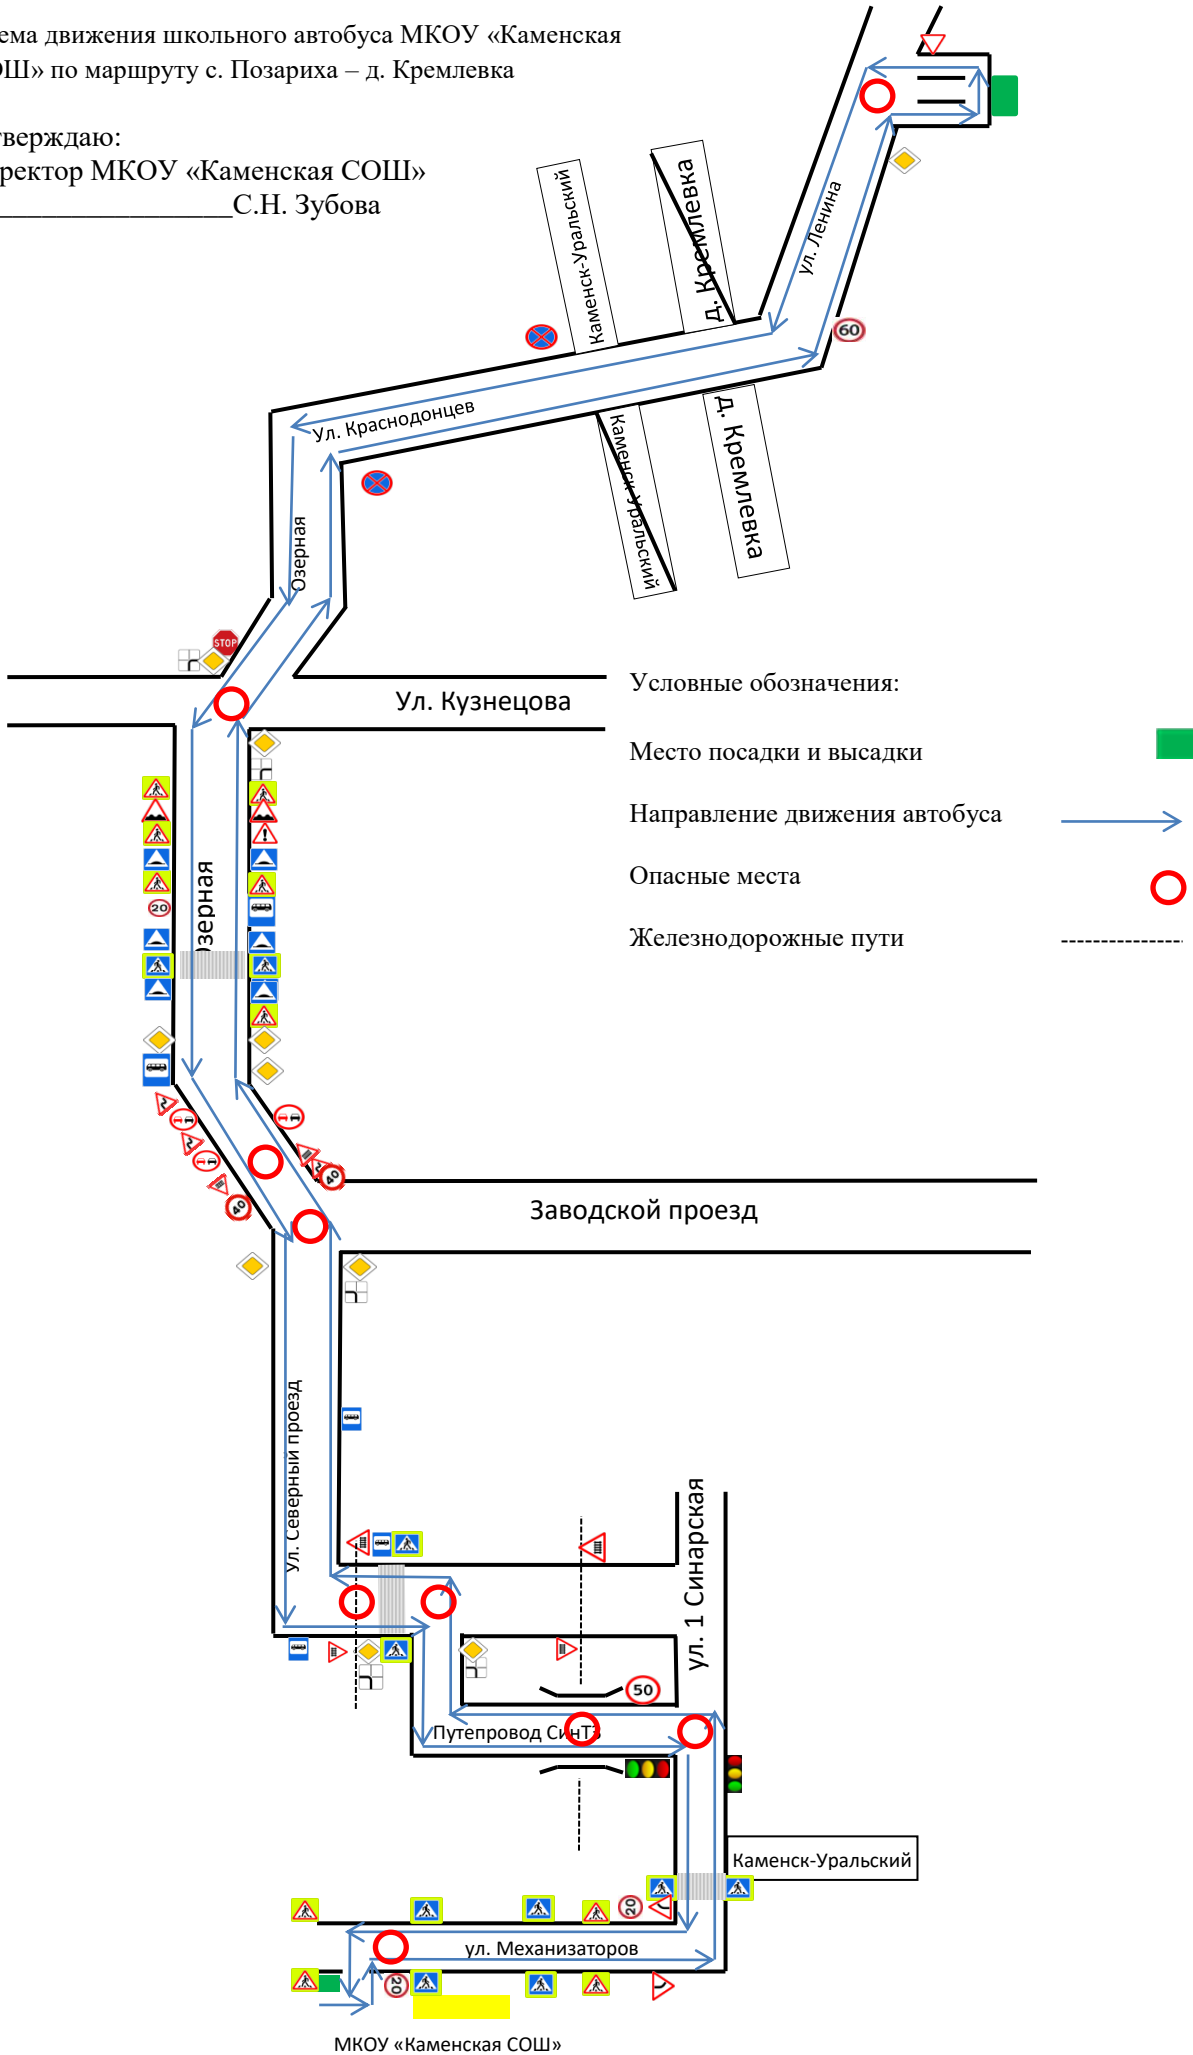 ема движения школьного автобуса МКОУ «Каменская
ОШ» по маршруту с. Позариха – д. Кремлевка
тверждаю:
ректор МКОУ «Каменская СОШ»
_________________С.Н. Зубова
Каменск-Уральский
д. Кремлевка
ул. Ленина
60
Ул. Краснодонцев
Каменск-Уральский
д. Кремлевка
Озерная
STOP
Ул. Кузнецова
Условные обозначения:
Место посадки и высадки
Направление движения автобуса
Опасные места
Железнодорожные пути
Озерная
20
40
40
Заводской проезд
Ул. Северный проезд
ул. 1 Синарская
50
Путепровод СинТЗ
Каменск-Уральский
20
ул. Механизаторов
20
МКОУ «Каменская СОШ»